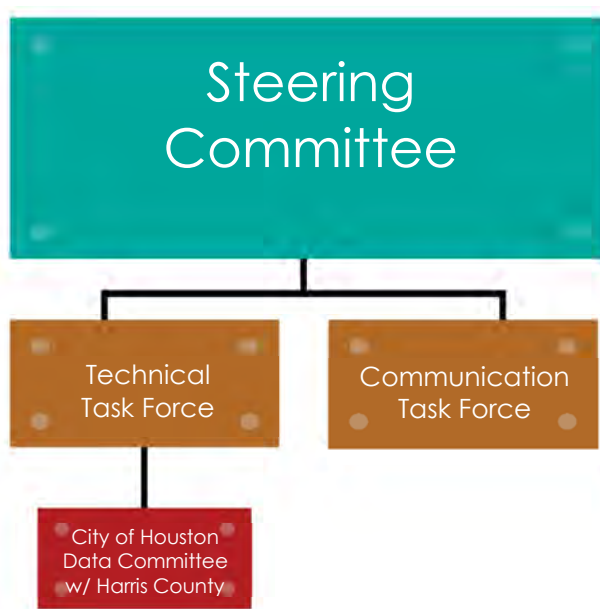 Steering
Committee
Technical
Task Force
Communication
Task Force
City of Houston
Data Committee
w/ Harris County